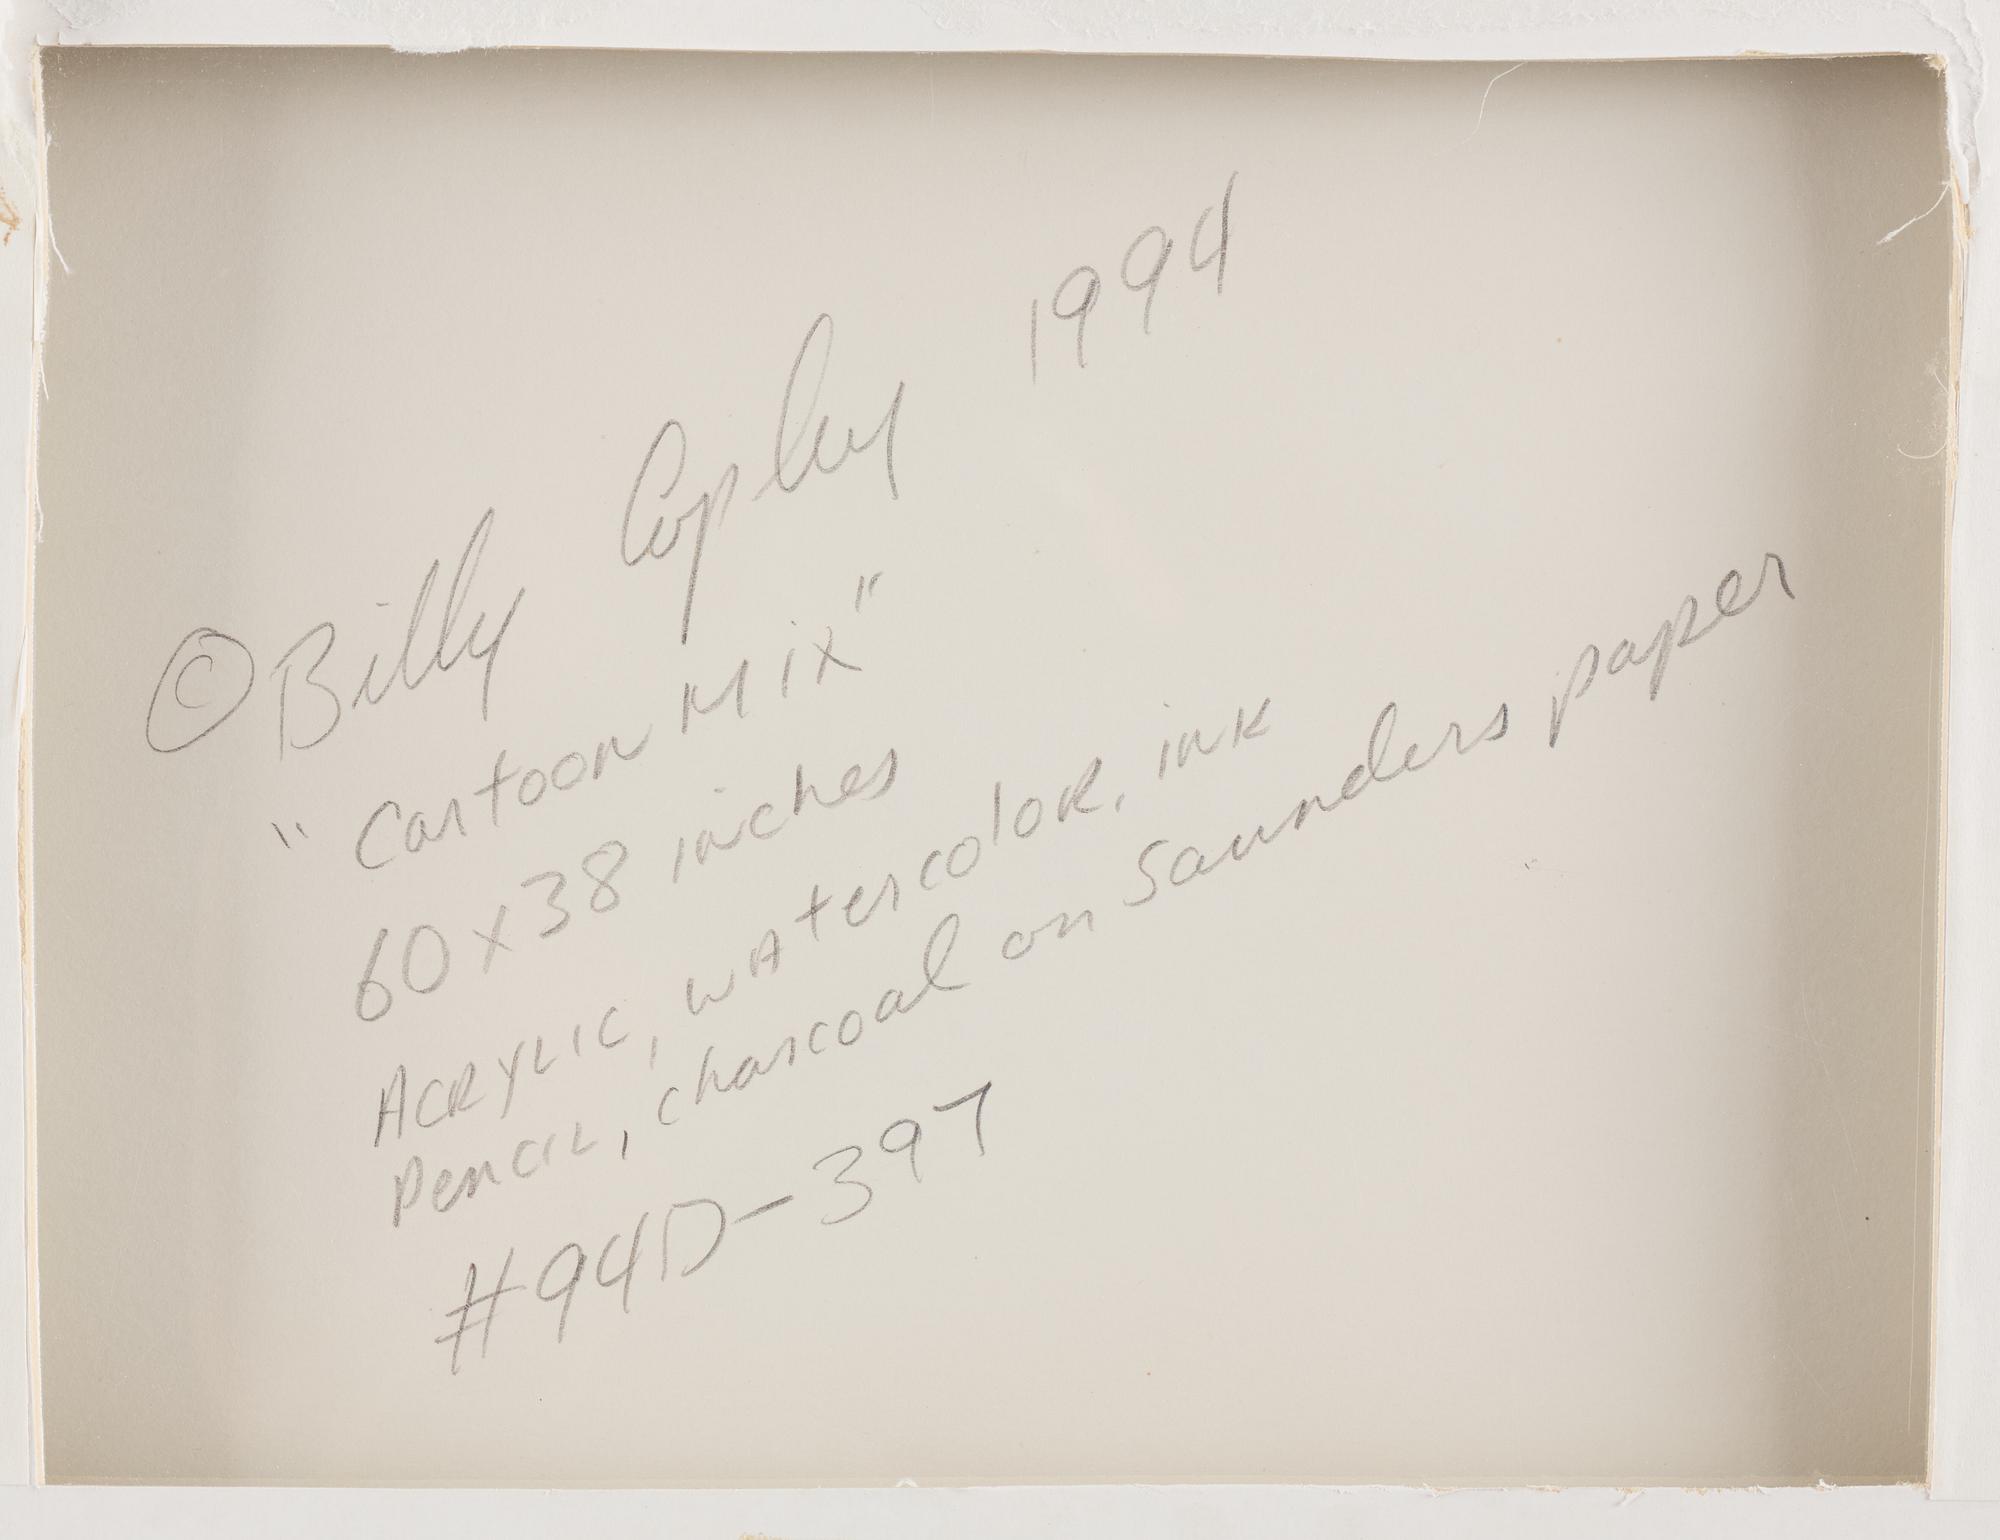 © Billy Copley 1994
"Cartoon Mix"
60 x 38 inches
Acrylic, watercolor, ink
pencil, charcoal on Saunders paper
#94D-397